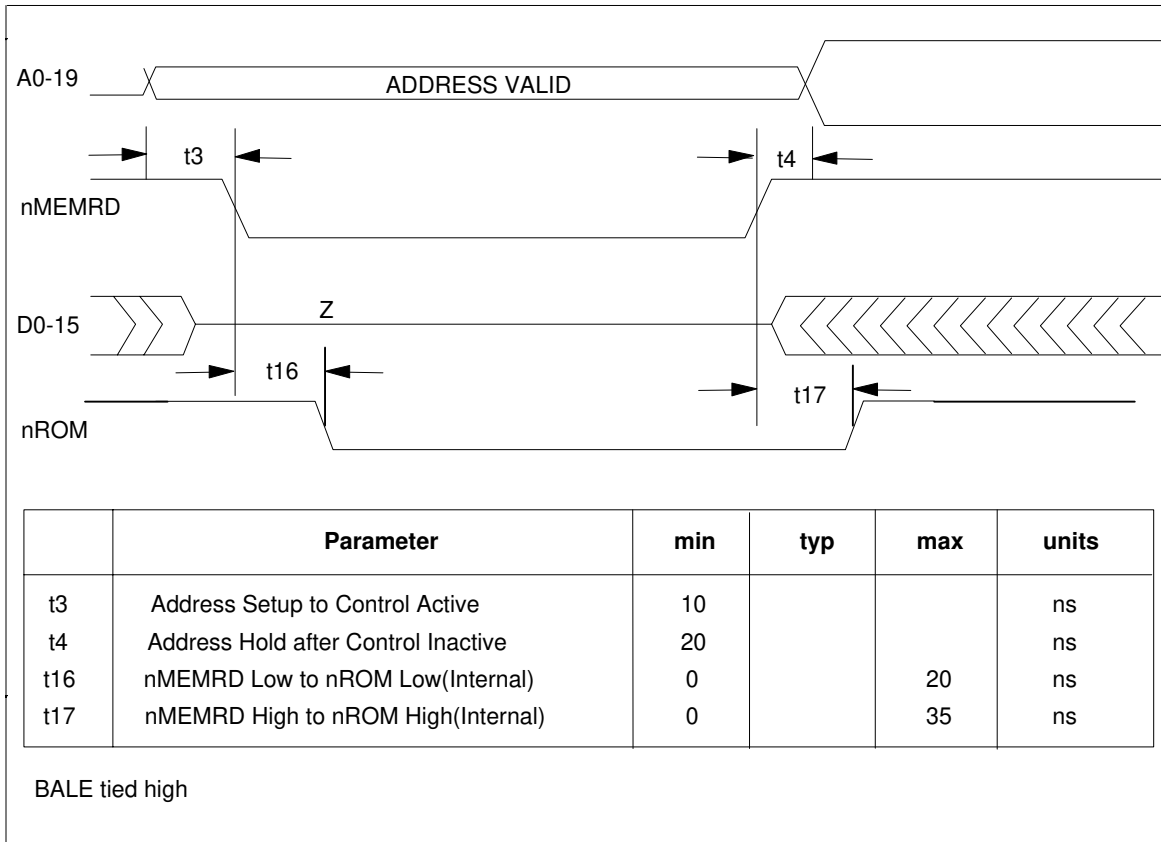 A0-19
ADDRESS VALID
t3
t4
nMEMRD
Z
D0-15
t16
t17
nROM
Parameter min typ max units
t3 Address Setup to Control Active 10 ns
t4 Address Hold after Control Inactive 20 ns
t16 nMEMRD Low to nROM Low(Internal) 0 20 ns
t17 nMEMRD High to nROM High(Internal) 0 35 ns
BALE tied high